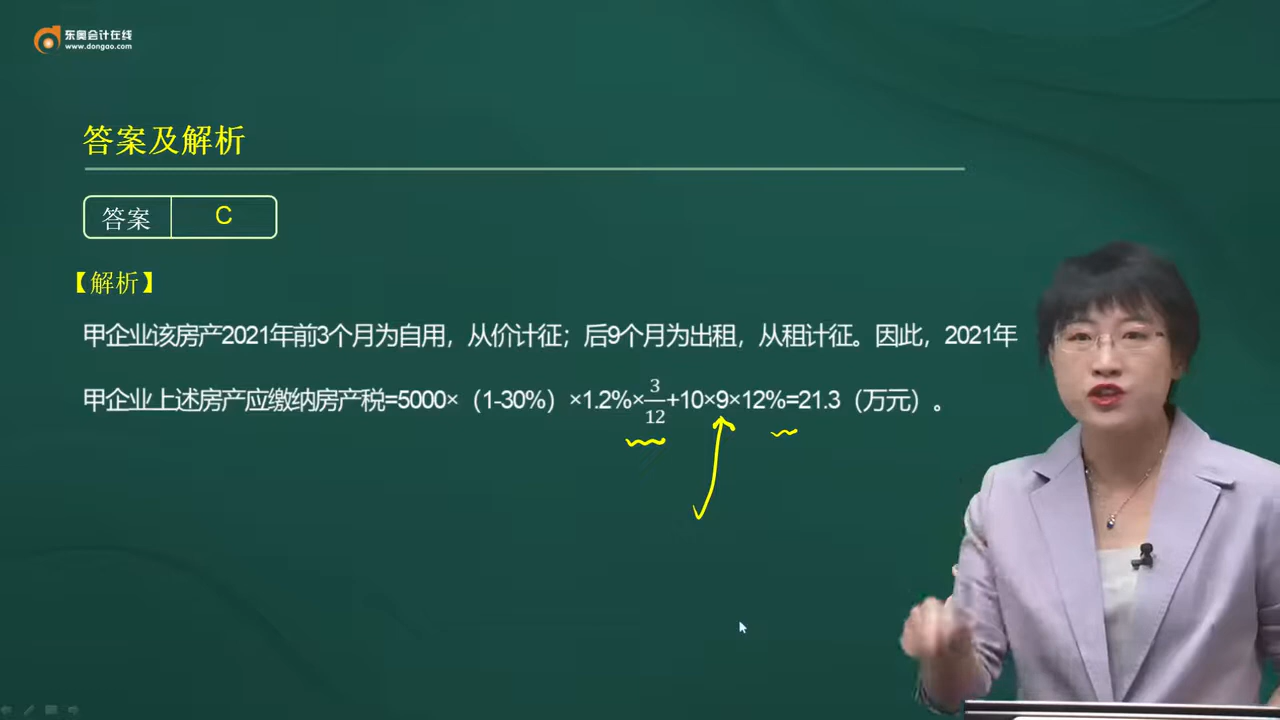 东奥会计在线
www.dongao.com
答案及解析
答案 C
【解析】
甲企业该房产2021年前3个月为自用，从价计征；后9个月为出租，从租计征。因此，2021年
甲企业上述房产应缴纳房产税=5000×（1-30%）×1.2%×3/12+10×9×12%=21.3（万元）。